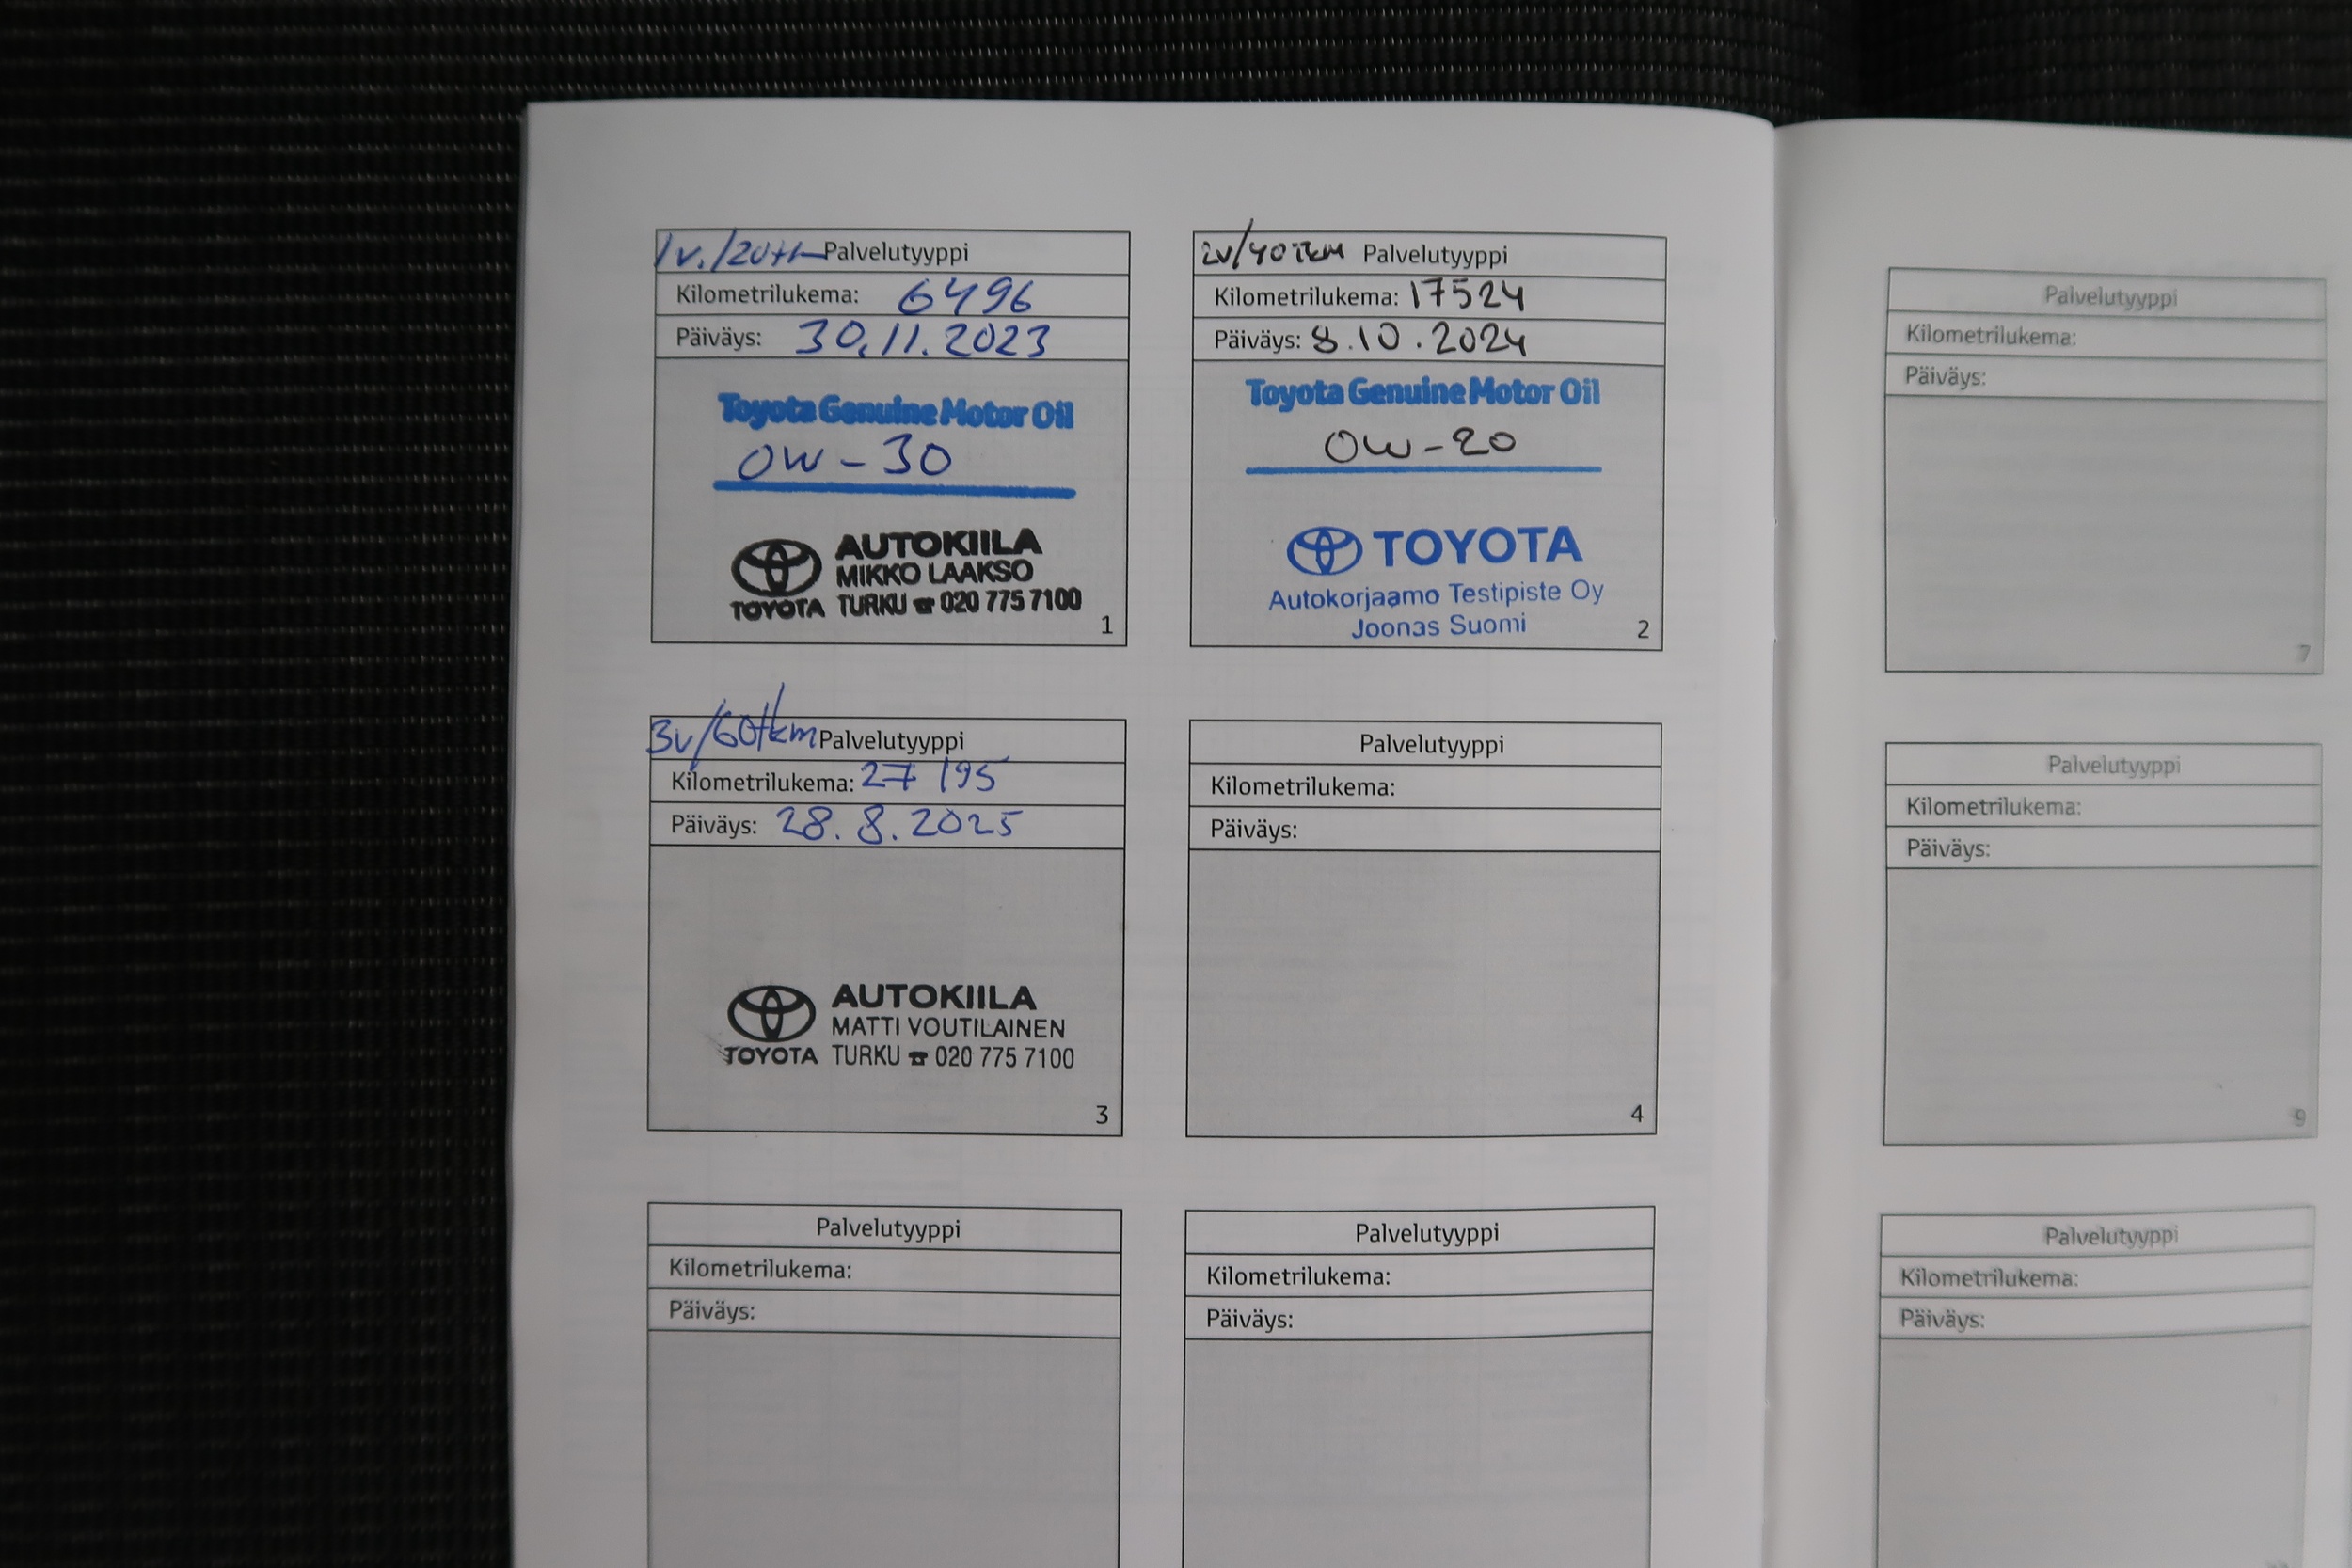 1v./20t Palvelutyyppi
Kilometrilukema: 6496
Päiväys: 30.11.2023
Toyota Genuine Motor Oil
0W-30
AUTOKIILA
MIKKO LAAKSO
TOYOTA TURKU ☎ 020 775 7100
1
2v/40TKM Palvelutyyppi
Kilometrilukema: 17524
Päiväys: 8.10.2024
Toyota Genuine Motor Oil
0W-20
TOYOTA
Autokorjaamo Testipiste Oy
Joonas Suomi
2
3v/60tkm Palvelutyyppi
Kilometrilukema: 27 195
Päiväys: 28.8.2025
AUTOKIILA
MATTI VOUTILAINEN
TOYOTA TURKU ☎ 020 775 7100
3
Palvelutyyppi
Kilometrilukema:
Päiväys:
4
Palvelutyyppi
Kilometrilukema:
Päiväys:
Palvelutyyppi
Kilometrilukema:
Päiväys:
Palvelutyyppi
Kilometrilukema:
Päiväys:
7
Palvelutyyppi
Kilometrilukema:
Päiväys:
9
Palvelutyyppi
Kilometrilukema:
Päiväys: